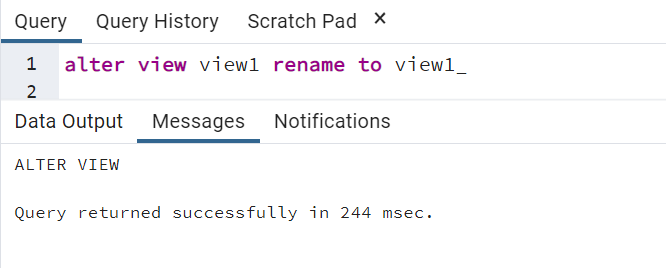 Query Query History Scratch Pad ×
1 alter view view1 rename to view1_
2
Data Output Messages Notifications
ALTER VIEW
Query returned successfully in 244 msec.